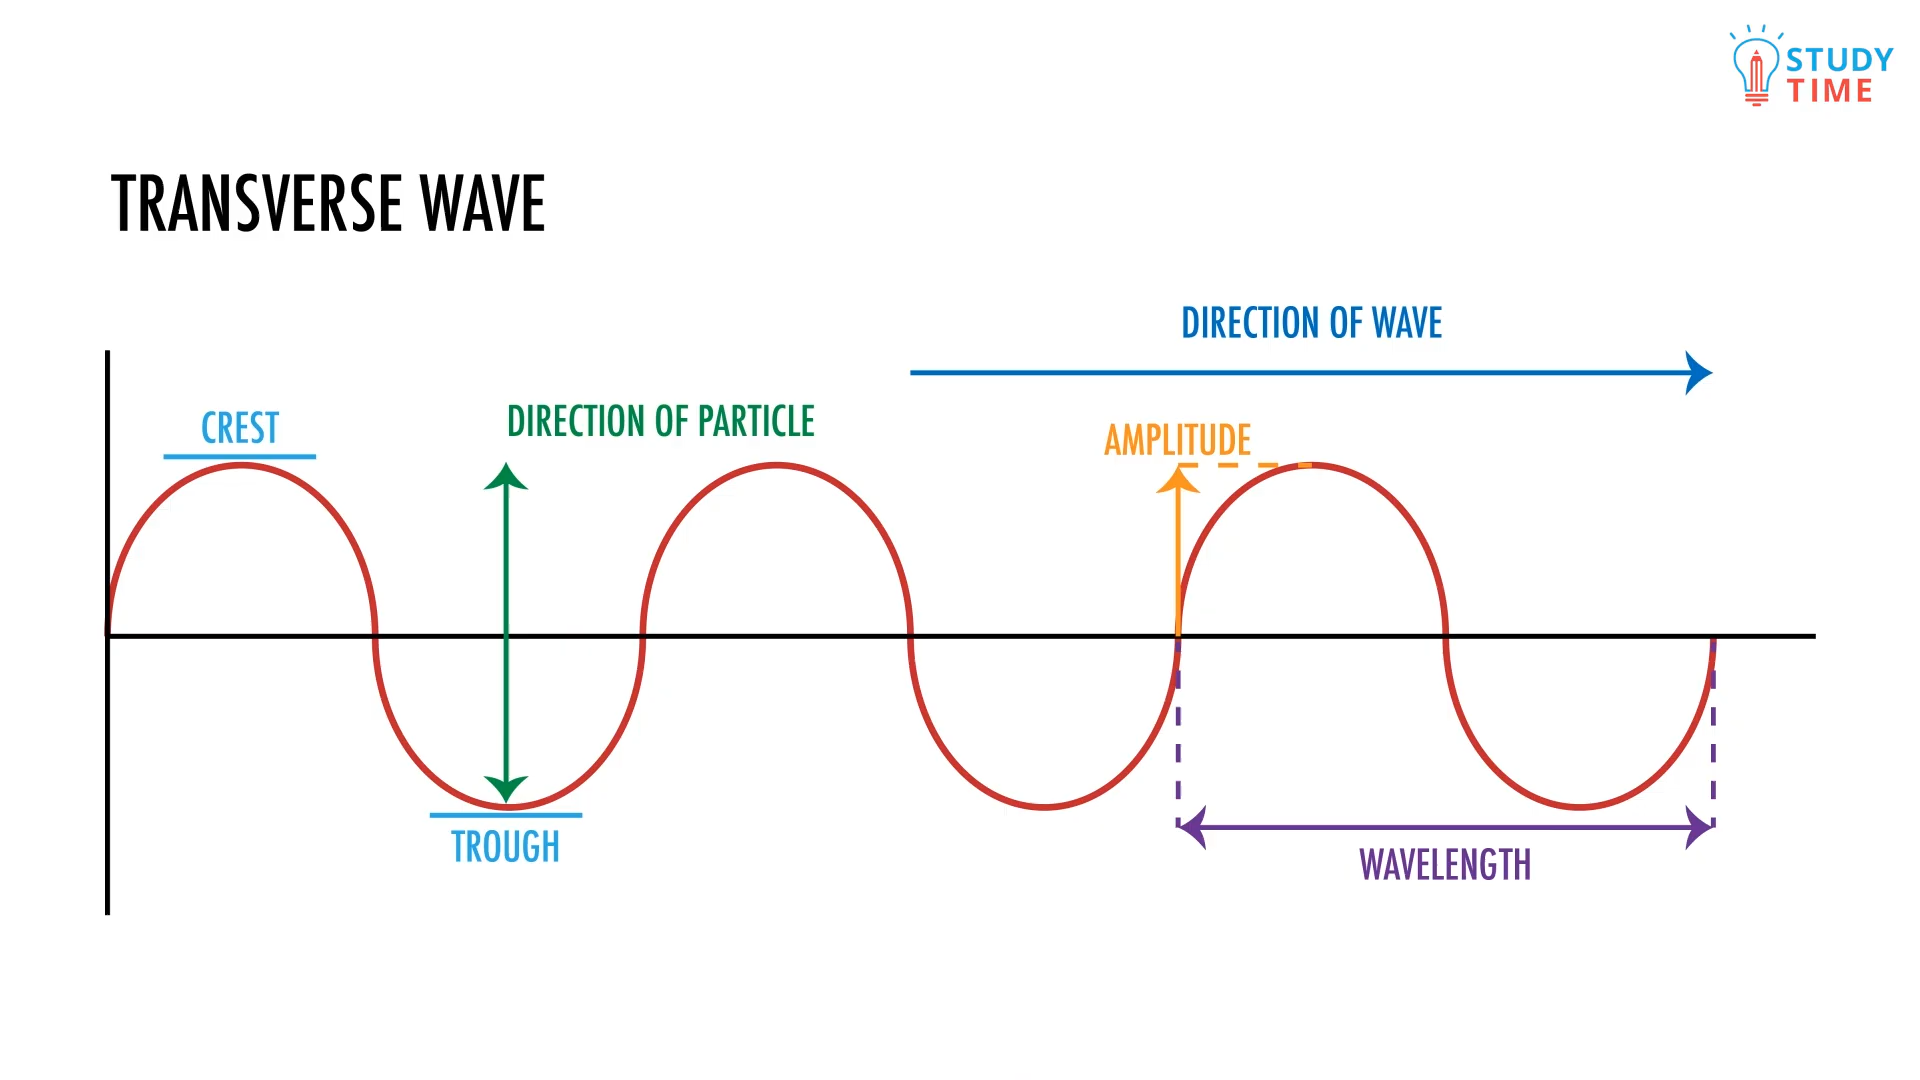 STUDY
TIME
TRANSVERSE WAVE
DIRECTION OF WAVE
CREST
DIRECTION OF PARTICLE
AMPLITUDE
TROUGH
WAVELENGTH